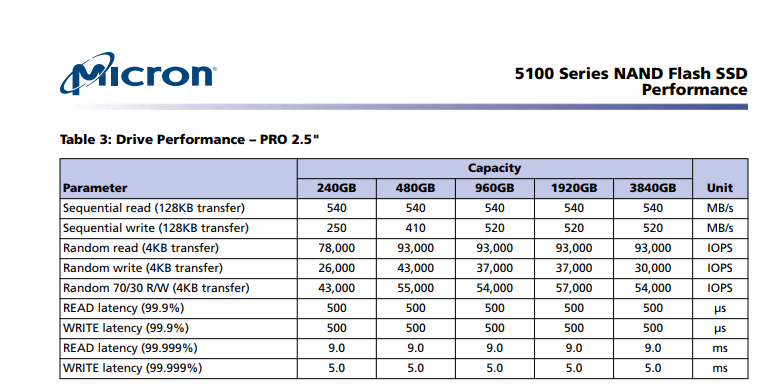 Micron®
5100 Series NAND Flash SSD
Performance
Table 3: Drive Performance – PRO 2.5"
Capacity
Parameter 240GB 480GB 960GB 1920GB 3840GB Unit
Sequential read (128KB transfer) 540 540 540 540 540 MB/s
Sequential write (128KB transfer) 250 410 520 520 520 MB/s
Random read (4KB transfer) 78,000 93,000 93,000 93,000 93,000 IOPS
Random write (4KB transfer) 26,000 43,000 37,000 37,000 30,000 IOPS
Random 70/30 R/W (4KB transfer) 43,000 55,000 54,000 57,000 54,000 IOPS
READ latency (99.9%) 500 500 500 500 500 µs
WRITE latency (99.9%) 500 500 500 500 500 µs
READ latency (99.999%) 9.0 9.0 9.0 9.0 9.0 ms
WRITE latency (99.999%) 5.0 5.0 5.0 5.0 5.0 ms